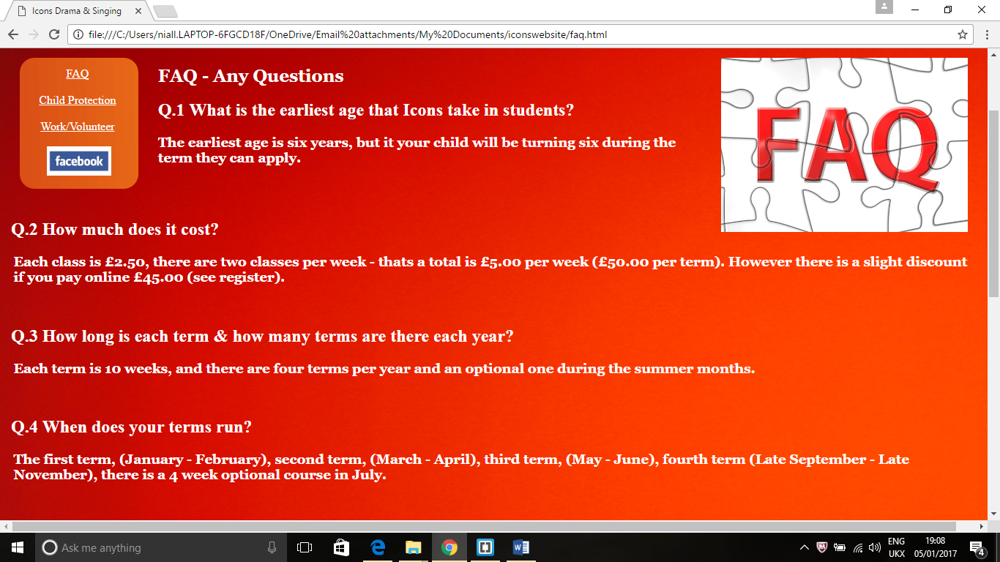 Icons Drama & Singing
file:///C:/Users/niall.LAPTOP-6FGCD18F/OneDrive/Email%20attachments/My%20Documents/iconswebsite/faq.html
FAQ
Child Protection
Work/Volunteer
facebook
FAQ - Any Questions
Q.1 What is the earliest age that Icons take in students?
The earliest age is six years, but it your child will be turning six during the
term they can apply.
FAQ
Q.2 How much does it cost?
Each class is £2.50, there are two classes per week - thats a total is £5.00 per week (£50.00 per term). However there is a slight discount
if you pay online £45.00 (see register).
Q.3 How long is each term & how many terms are there each year?
Each term is 10 weeks, and there are four terms per year and an optional one during the summer months.
Q.4 When does your terms run?
The first term, (January - February), second term, (March - April), third term, (May - June), fourth term (Late September - Late
November), there is a 4 week optional course in July.
Ask me anything
ENG
UKX
19:08
05/01/2017
4